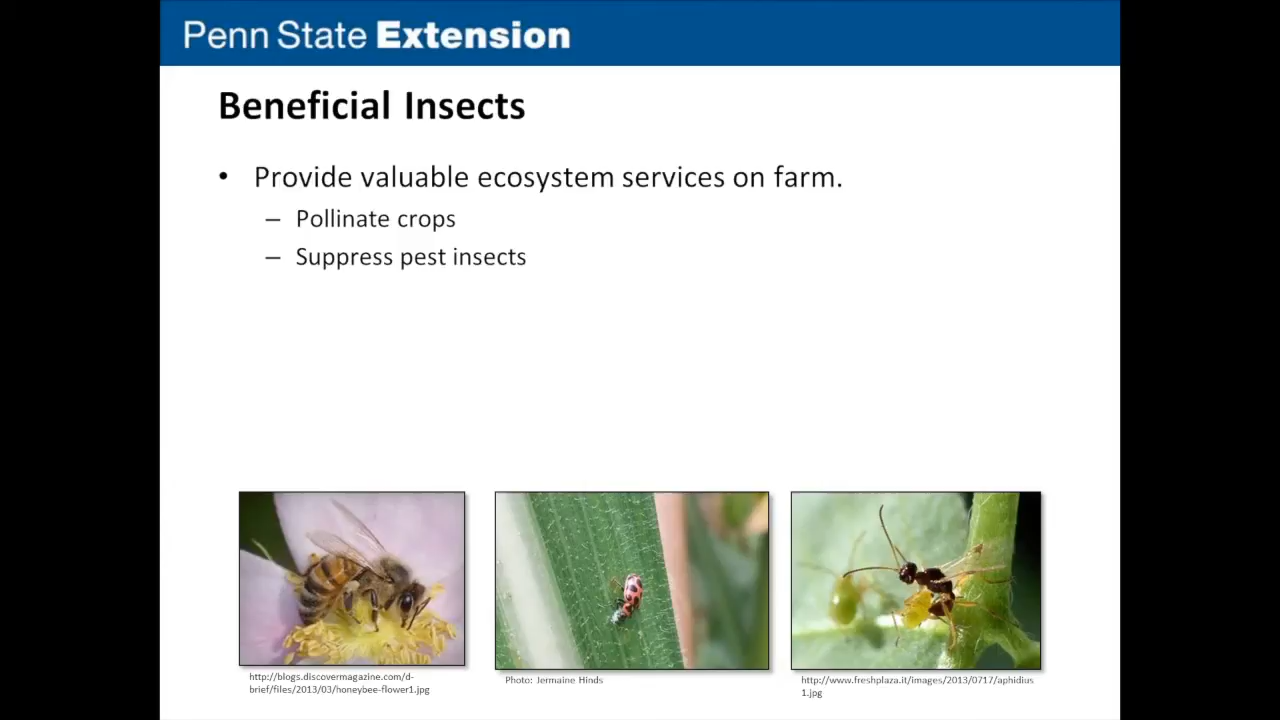 Penn State Extension
Beneficial Insects
• Provide valuable ecosystem services on farm.
– Pollinate crops
– Suppress pest insects
http://blogs.discovermagazine.com/d-
brief/files/2013/03/honeybee-flower1.jpg
Photo: Jermaine Hinds
http://www.freshplaza.it/images/2013/0717/aphidius
1.jpg